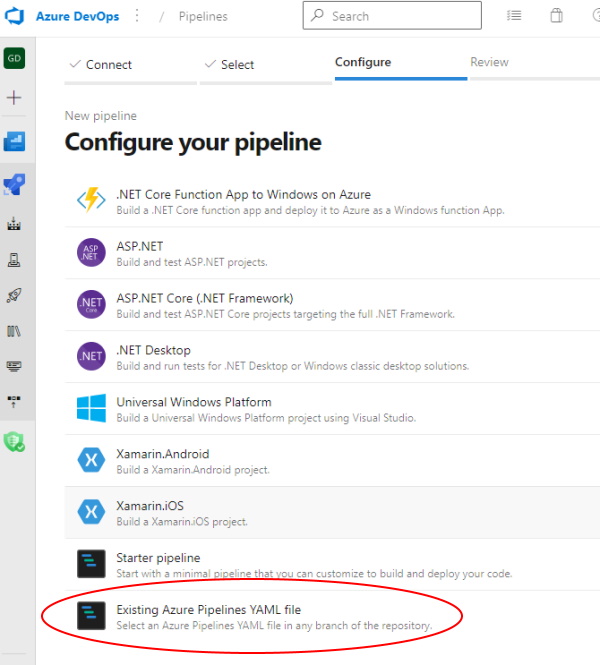 Azure DevOps / Pipelines Search
GD
Connect Select Configure Review
New pipeline
Configure your pipeline
.NET Core Function App to Windows on Azure
Build a .NET Core function app and deploy it to Azure as a Windows function App.
ASP.NET
ASP.NET
Build and test ASP.NET projects.
.NET Core
ASP.NET Core (.NET Framework)
Build and test ASP.NET Core projects targeting the full .NET Framework.
.NET
.NET Desktop
Build and run tests for .NET Desktop or Windows classic desktop solutions.
Universal Windows Platform
Build a Universal Windows Platform project using Visual Studio.
Xamarin.Android
Build a Xamarin.Android project.
Xamarin.iOS
Build a Xamarin.iOS project.
Starter pipeline
Start with a minimal pipeline that you can customize to build and deploy your code.
Existing Azure Pipelines YAML file
Select an Azure Pipelines YAML file in any branch of the repository.